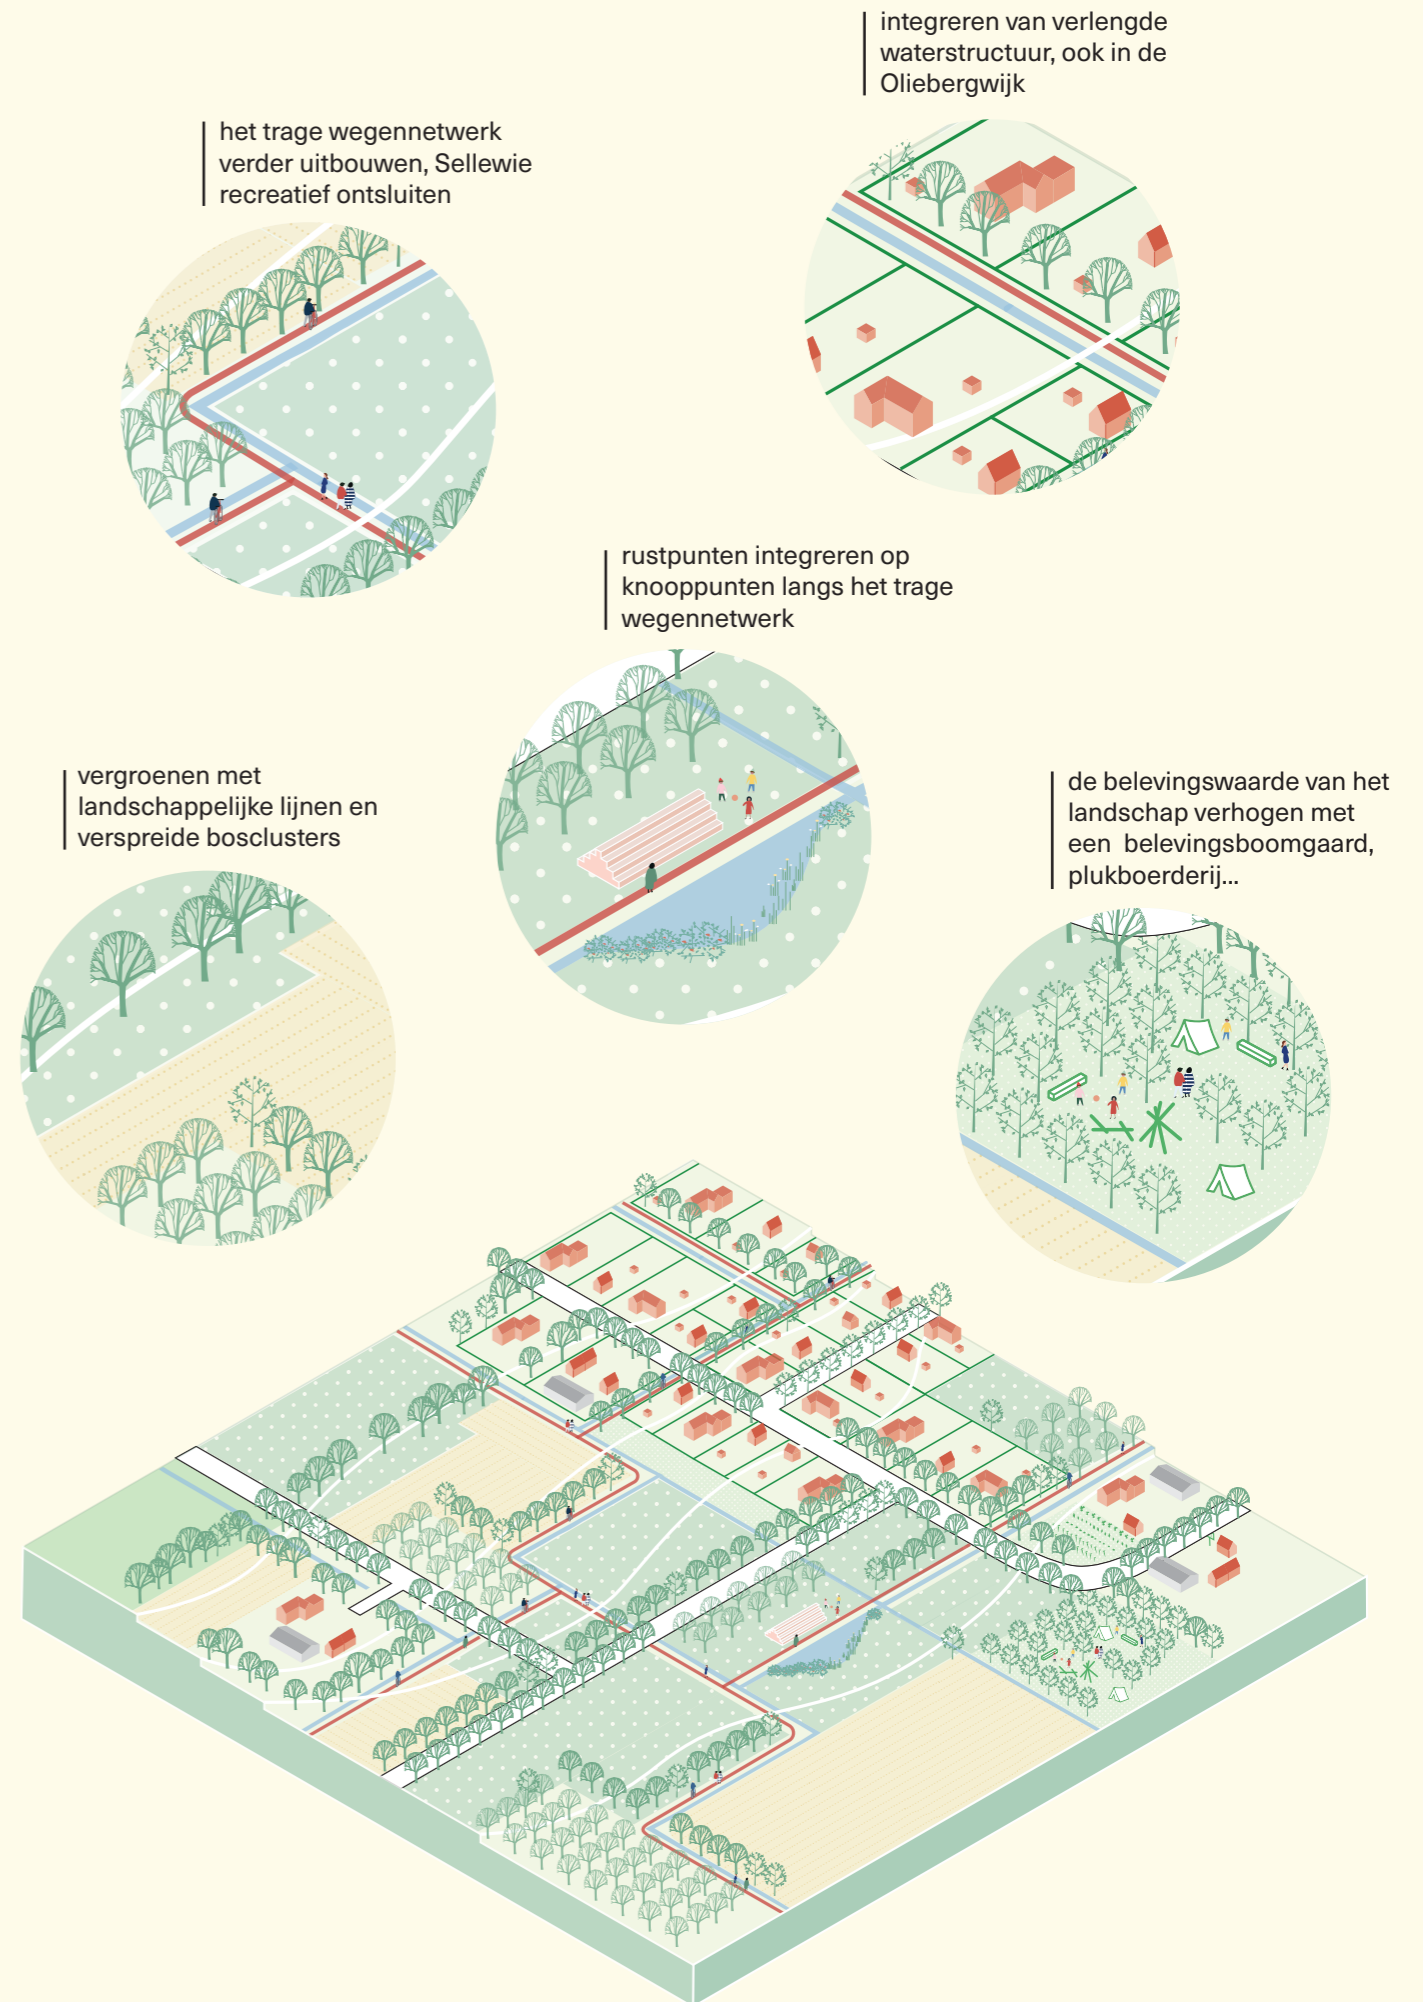 integreren van verlengde
waterstructuur, ook in de
Oliebergwijk
het trage wegennetwerk
verder uitbouwen, Sellewie
recreatief ontsluiten
rustpunten integreren op
knooppunten langs het trage
wegennetwerk
vergroenen met
landschappelijke lijnen en
verspreide bosclusters
de belevingswaarde van het
landschap verhogen met
een  belevingsboomgaard,
plukboerderij...